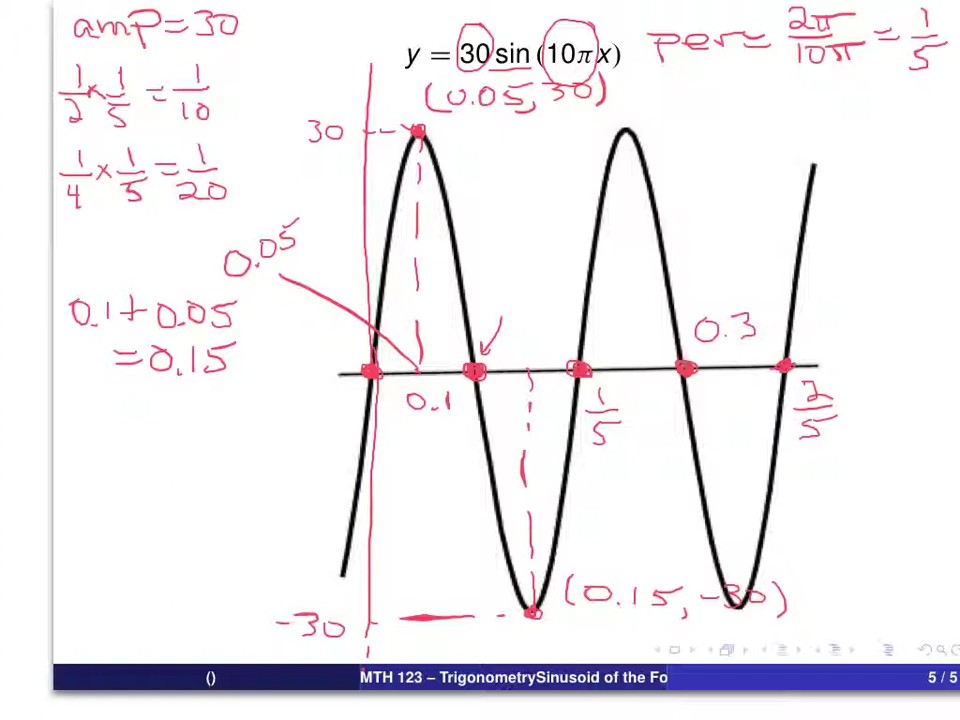 amp = 30
y = 30 sin (10πx)
per = 2π/10π = 1/5
1/2 × 1/5 = 1/10
(0.05, 30)
30
1/4 × 1/5 = 1/20
0.05
0.1 + 0.05
= 0.15
0.3
0.1
1/5
2/5
(0.15, -30)
-30
() MTH 123 – TrigonometrySinusoid of the Fo 5 / 5